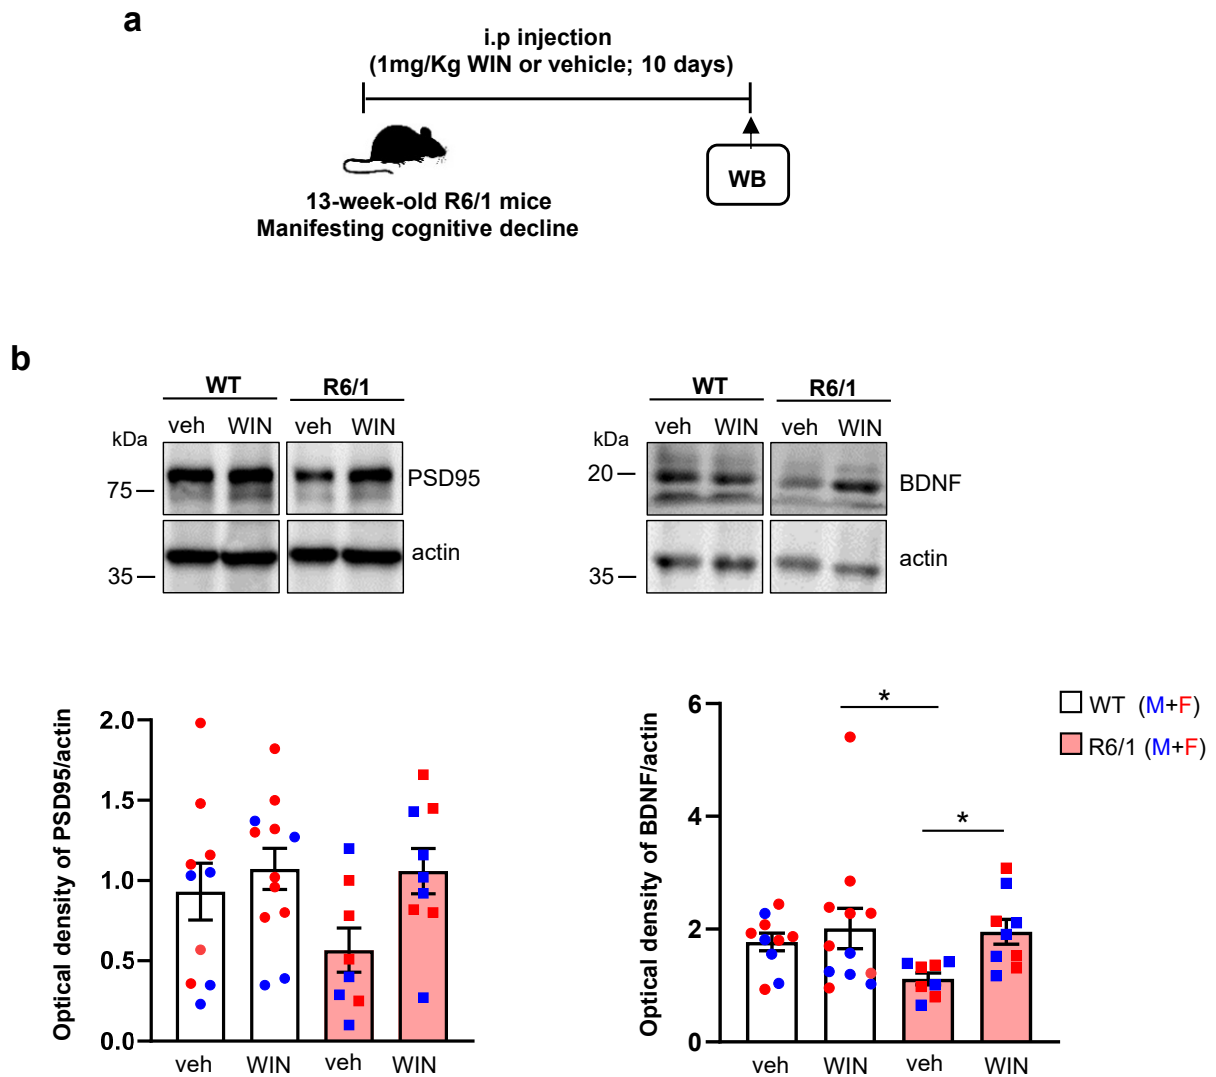 a
i.p injection
(1mg/Kg WIN or vehicle; 10 days)
WB
13-week-old R6/1 mice
Manifesting cognitive decline
b
WT R6/1
veh WIN veh WIN
kDa
PSD95
75
actin
35
WT R6/1
veh WIN veh WIN
kDa
20
BDNF
actin
35
Optical density of PSD95/actin
2.0
1.5
1.0
0.5
0.0
veh WIN veh WIN
Optical density of BDNF/actin
6
4
2
0
*
*
veh WIN veh WIN
WT (M+F)
R6/1 (M+F)